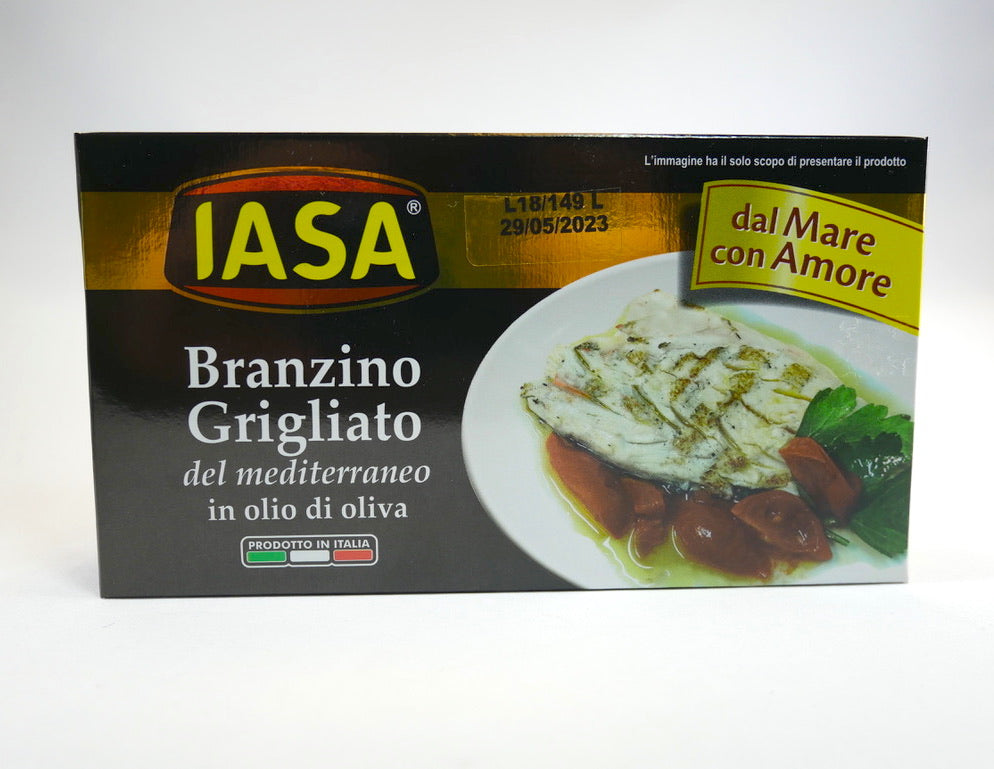 L'immagine ha il solo scopo di presentare il prodotto
IASA®
L18/149 L
29/05/2023
dal Mare
con Amore
Branzino
Grigliato
del mediterraneo
in olio di oliva
PRODOTTO IN ITALIA